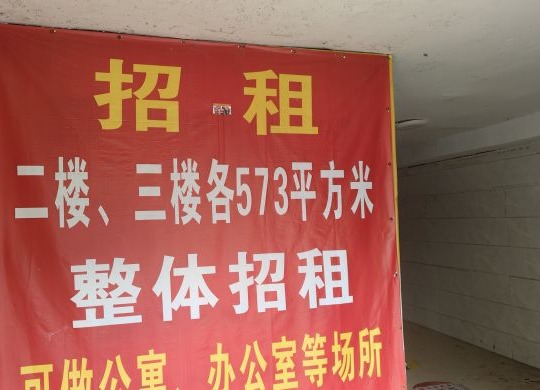 招租
二楼、三楼各573平方米
整体招租
可做公寓、办公室等场所